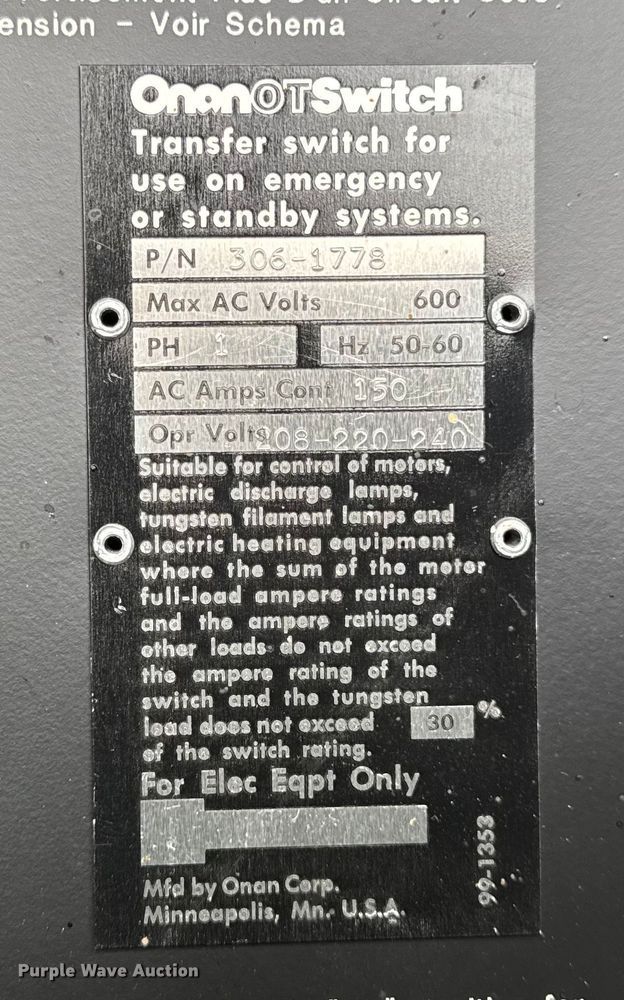 ension - Voir Schema
OnanOTSwitch
Transfer switch for
use on emergency
or standby systems.
P/N 306-1778
Max AC Volts 600
PH 1 Hz 50-60
AC Amps Cont 150
Opr Volts 208-220-240
Suitable for control of motors,
electric discharge lamps,
tungsten filament lamps and
electric heating equipment
where the sum of the motor
full-load ampere ratings
and the ampere ratings of
other loads do not exceed
the ampere rating of the
switch and the tungsten
load does not exceed 30 %
of the switch rating.
For Elec Eqpt Only
99-1353
Mfd by Onan Corp.
Minneapolis, Mn. U.S.A.
Purple Wave Auction